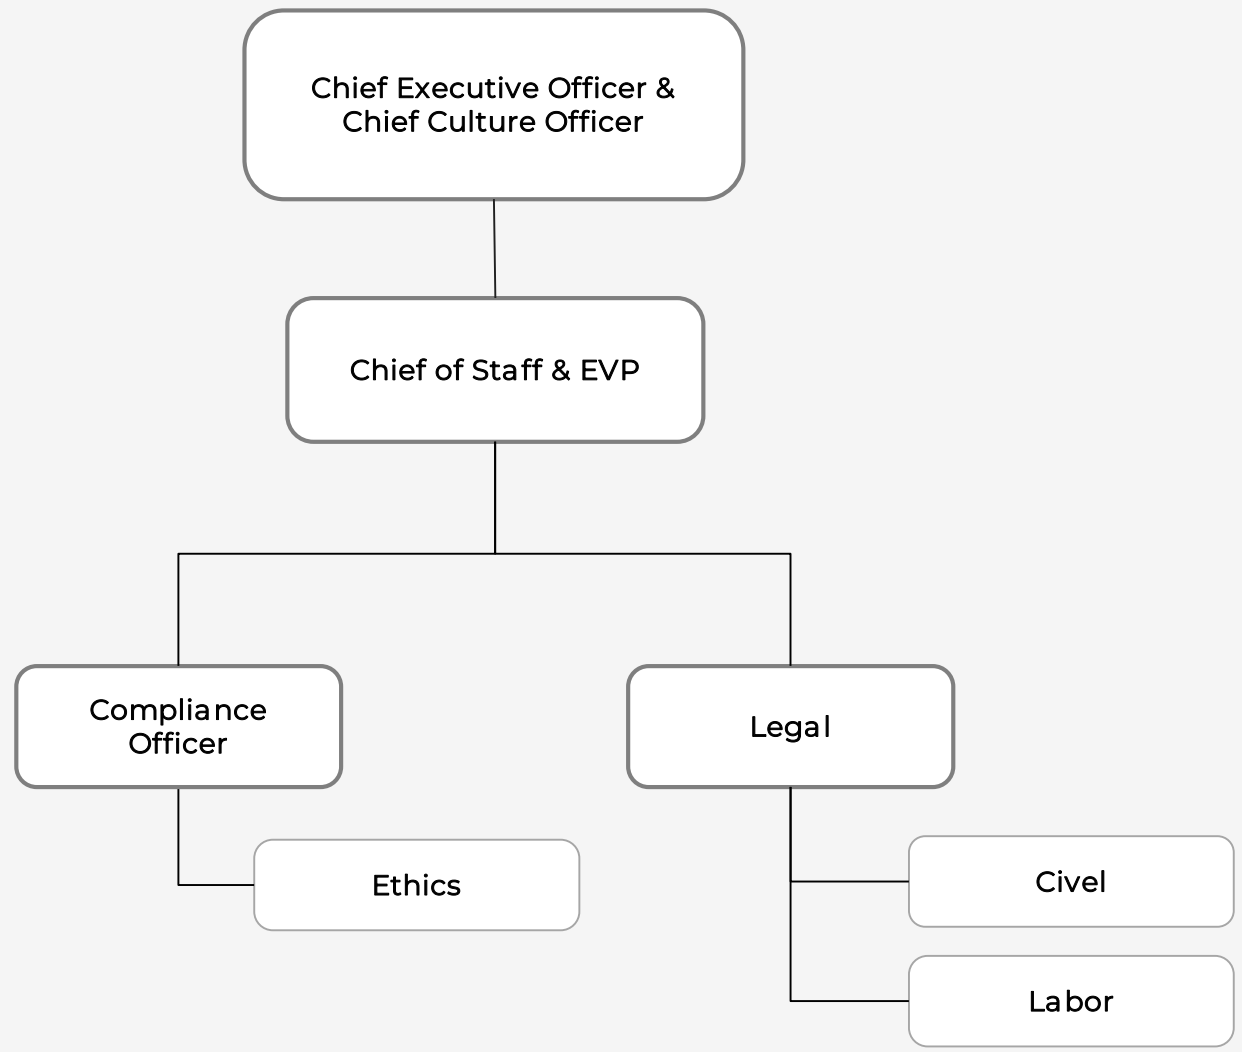 Chief Executive Officer &
Chief Culture Officer
Chief of Staff & EVP
Compliance
Officer
Legal
Ethics
Civel
Labor